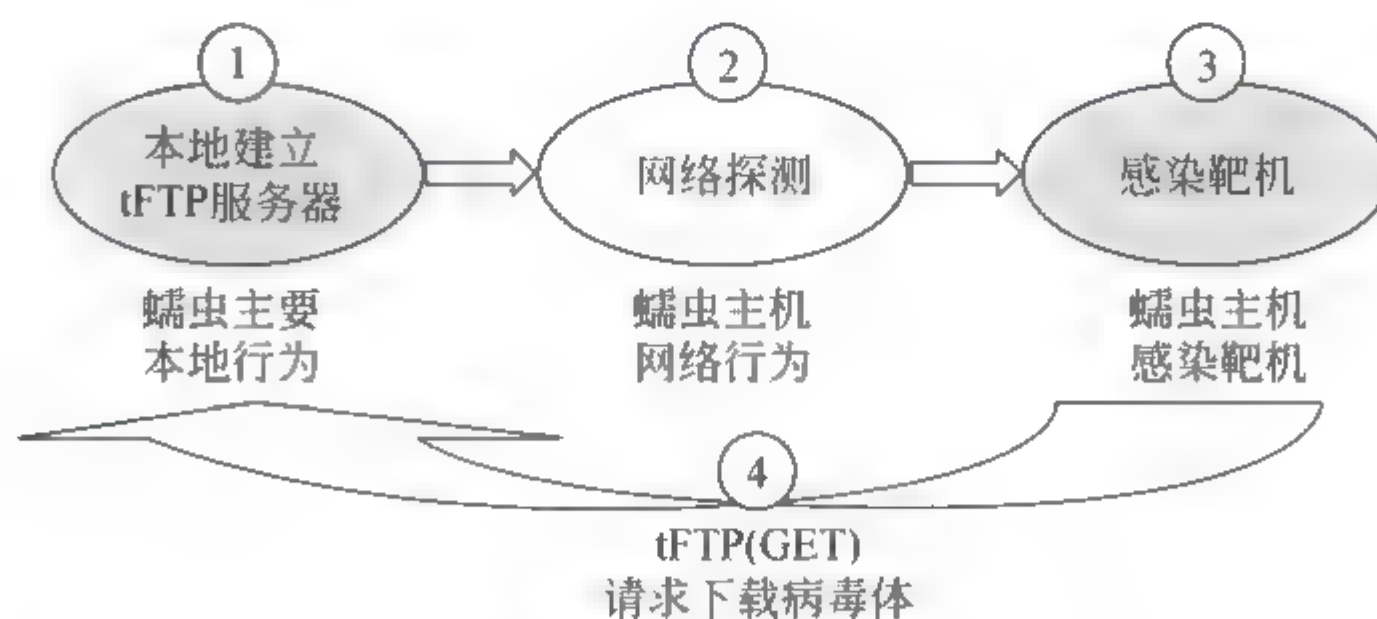 1
本地建立
tFTP服务器
蠕虫主要
本地行为
2
网络探测
蠕虫主机
网络行为
3
感染靶机
蠕虫主机
感染靶机
4
tFTP(GET)
请求下载病毒体